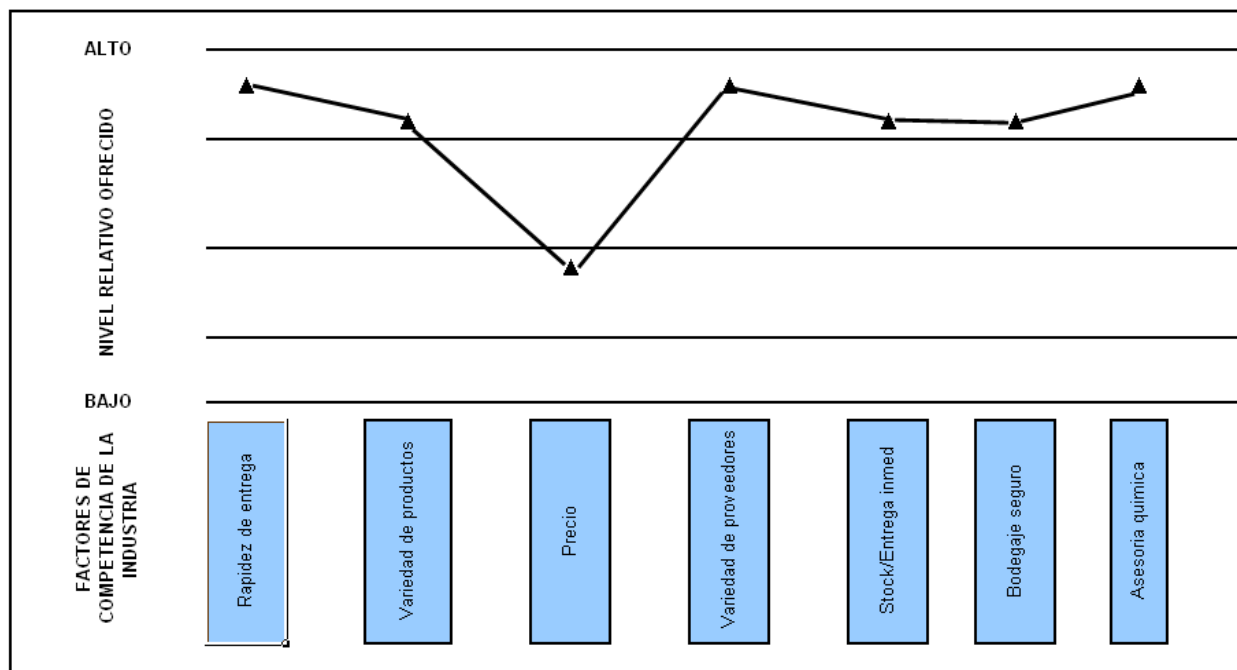 ALTO
NIVEL RELATIVO OFRECIDO
BAJO
FACTORES DE
COMPETENCIA DE LA
INDUSTRIA
Rapidez de entrega
Variedad de productos
Precio
Variedad de proveedores
Stock/Entrega inmed
Bodegaje seguro
Asesoria quimica